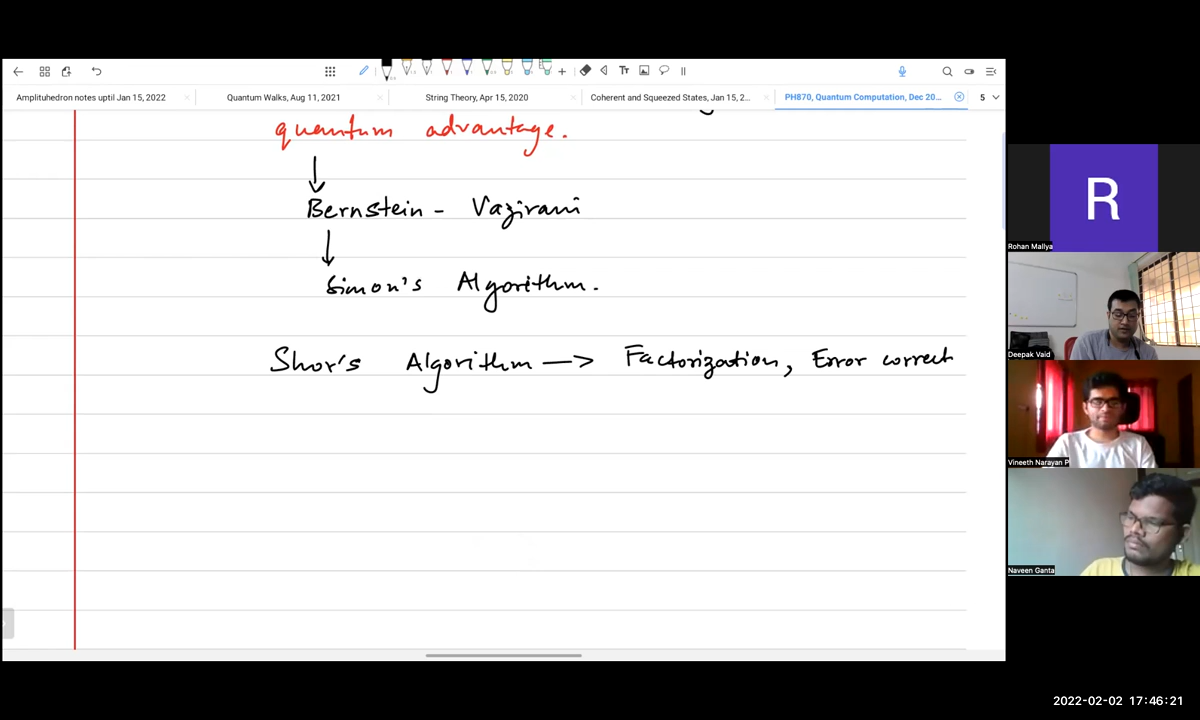 Amplituhedron notes uptil Jan 15, 2022
Quantum Walks, Aug 11, 2021
String Theory, Apr 15, 2020
Coherent and Squeezed States, Jan 15, 2...
PH870, Quantum Computation, Dec 20...
5
Tт
quantum advantage.
Bernstein - Vazirani
Simon's Algorithm.
Shor's Algorithm → Factorization, Error correct
R
Rohan Mallya
Deepak Vaid
Vineeth Narayan P
Naveen Ganta
2022-02-02 17:46:21